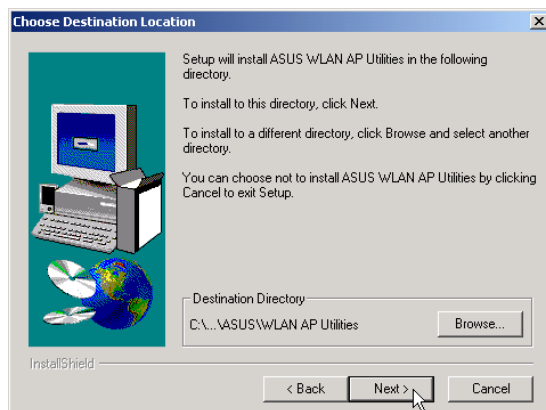 Choose Destination Location
Setup will install ASUS WLAN AP Utilities in the following
directory.
To install to this directory, click Next.
To install to a different directory, click Browse and select another
directory.
You can choose not to install ASUS WLAN AP Utilities by clicking
Cancel to exit Setup.
Destination Directory
C:\...\ASUS\WLAN AP Utilities
Browse...
InstallShield
< Back
Next >
Cancel